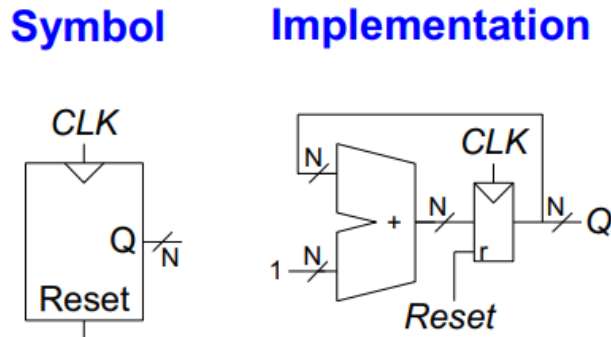 Symbol
Implementation
CLK
Q
N
Reset
N
1
N
+
N
CLK
r
Reset
N
Q